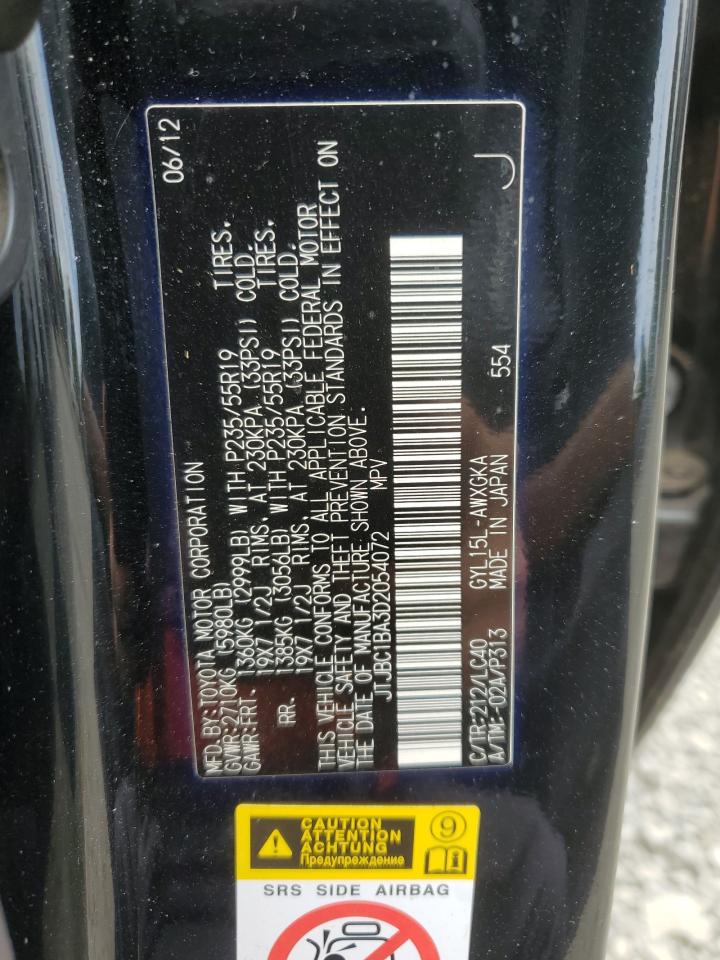 MFD.BY:TOYOTA MOTOR CORPORATION 06/12
GVWR:2710KG (5980LB)
GAWR:FRT. 1360KG (2999LB) WITH P235/55R19 TIRES.
19X7 1/2J RIMS. AT 230KPA (33PSI) COLD.
RR. 1385KG (3056LB) WITH P235/55R19 TIRES.
19X7 1/2J RIMS. AT 230KPA (33PSI) COLD.
THIS VEHICLE CONFORMS TO ALL APPLICABLE FEDERAL MOTOR
VEHICLE SAFETY AND THEFT PREVENTION STANDARDS IN EFFECT ON
THE DATE OF MANUFACTURE SHOWN ABOVE.
JTJBC1BA3D2054072 MPV
C/TR:212/LC40 GYL15L-AWXGKA 554
A/TM:-02A/P313 MADE IN JAPAN J
CAUTION
ATTENTION
ACHTUNG
Предупреждение
9
SRS SIDE AIRBAG